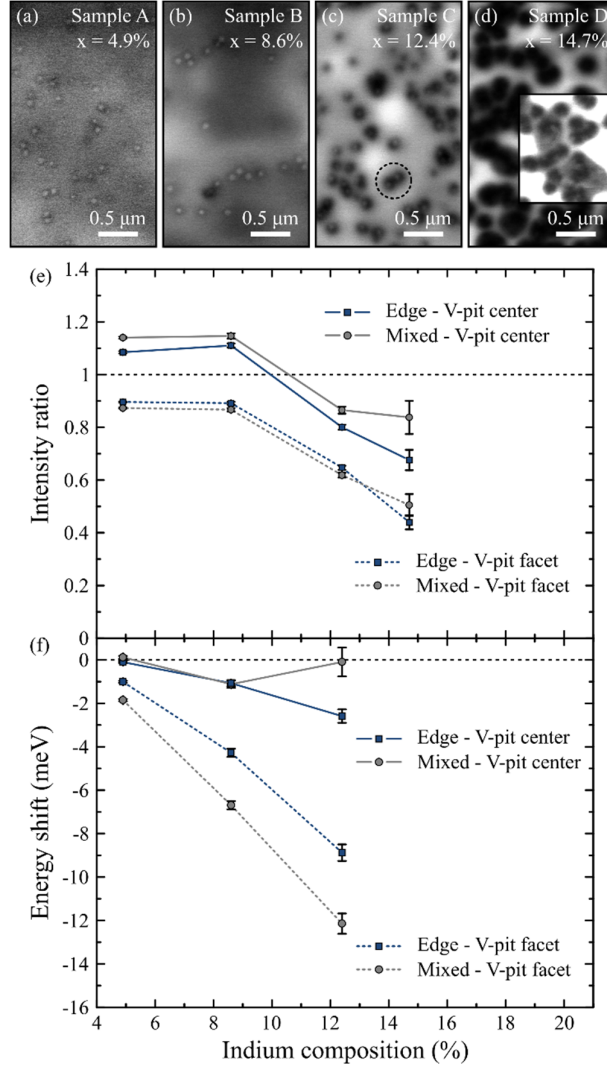 (a) Sample A
x = 4.9%
0.5 μm
(b) Sample B
x = 8.6%
0.5 μm
(c) Sample C
x = 12.4%
0.5 μm
(d) Sample D
x = 14.7%
0.5 μm
(e)
1.4
1.2
1
0.8
0.6
0.4
0.2
0
Intensity ratio
Edge - V-pit center
Mixed - V-pit center
Edge - V-pit facet
Mixed - V-pit facet
(f)
0
-2
-4
-6
-8
-10
-12
-14
-16
Energy shift (meV)
Edge - V-pit center
Mixed - V-pit center
Edge - V-pit facet
Mixed - V-pit facet
4 6 8 10 12 14 16 18 20
Indium composition (%)